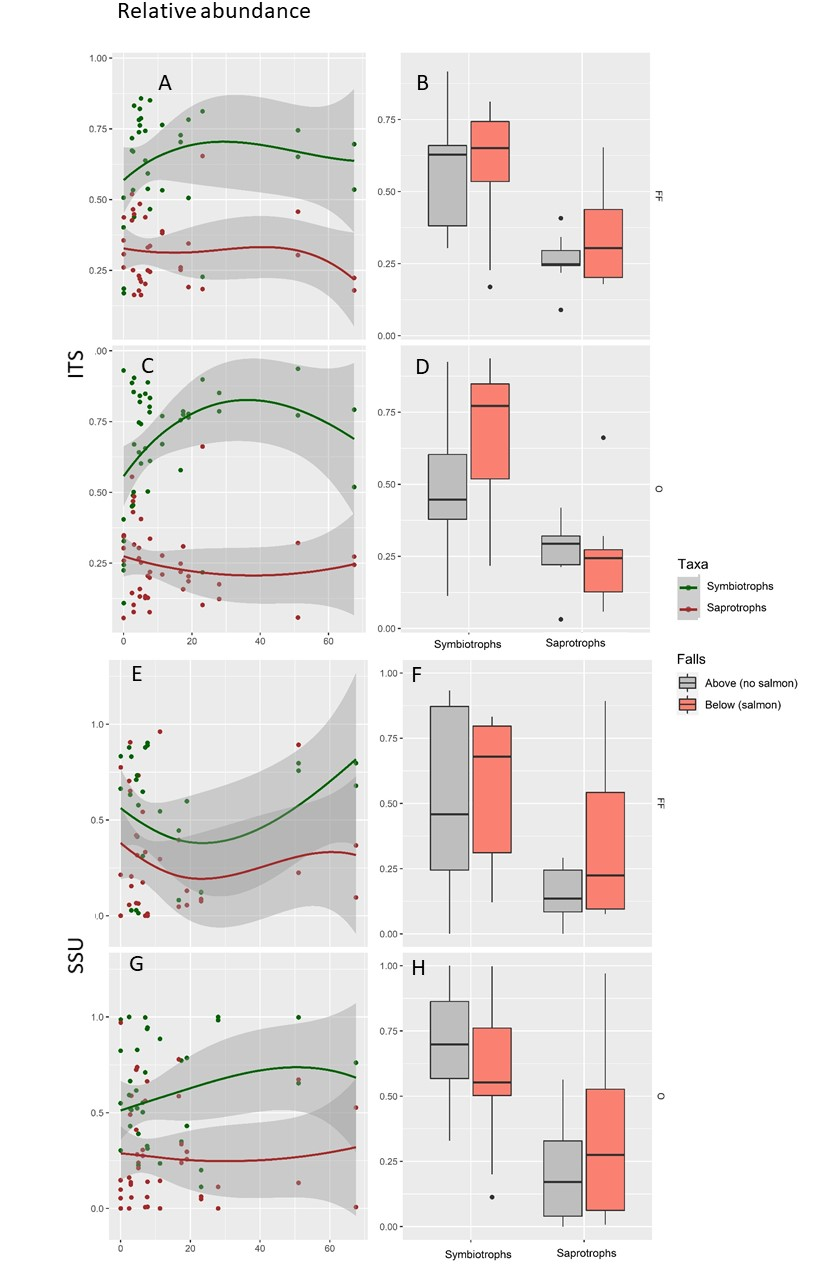 Relative abundance
A
1.00
0.75
0.50
0.25
B
0.75
0.50
0.25
0.00
FF
ITS
C
.00
0.75
0.50
0.25
0
20
40
60
D
0.75
0.50
0.25
0.00
Symbiotrophs
Saprotrophs
O
Taxa
Symbiotrophs
Saprotrophs
Falls
Above (no salmon)
Below (salmon)
E
1.0
0.5
.0
F
1.00
0.75
0.50
0.25
0.00
FF
SSU
G
1.0
0.5
0.0
0
20
40
60
H
1.00
0.75
0.50
0.25
0.00
Symbiotrophs
Saprotrophs
O